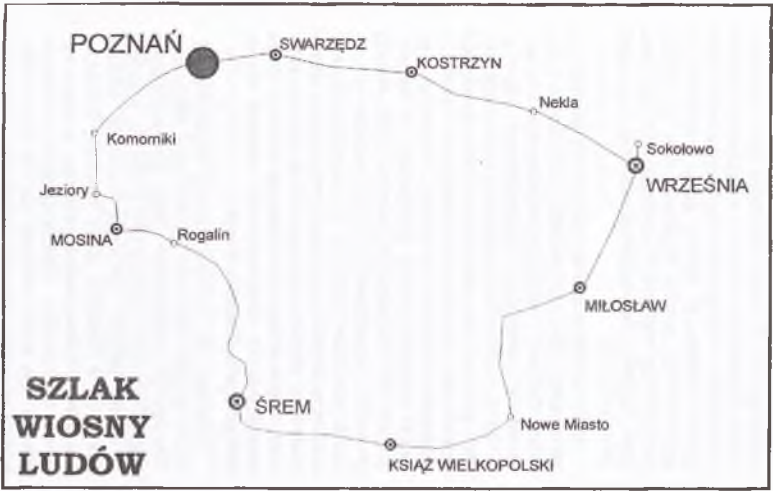 POZNAŃ
SWARZĘDZ
KOSTRZYN
Nekla
Sokołowo
WRZEŚNIA
Komorniki
Jeziory
MOSINA
Rogalin
MIŁOSŁAW
ŚREM
Nowe Miasto
KSIĄŻ WIELKOPOLSKI
SZLAK
WIOSNY
LUDÓW